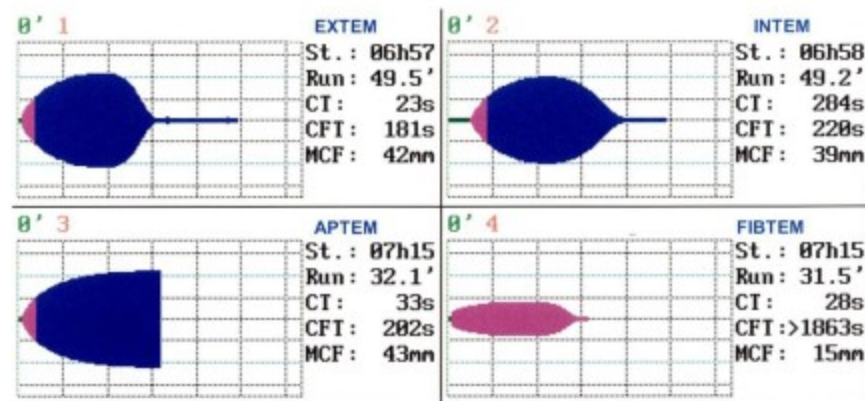 0' 1 EXTEM
St.: 06h57
Run: 49.5'
CT: 23s
CFT: 181s
MCF: 42mm
0' 2 INTEM
St.: 06h58
Run: 49.2'
CT: 284s
CFT: 220s
MCF: 39mm
0' 3 APTEM
St.: 07h15
Run: 32.1'
CT: 33s
CFT: 202s
MCF: 43mm
0' 4 FIBTEM
St.: 07h15
Run: 31.5'
CT: 28s
CFT:>1863s
MCF: 15mm